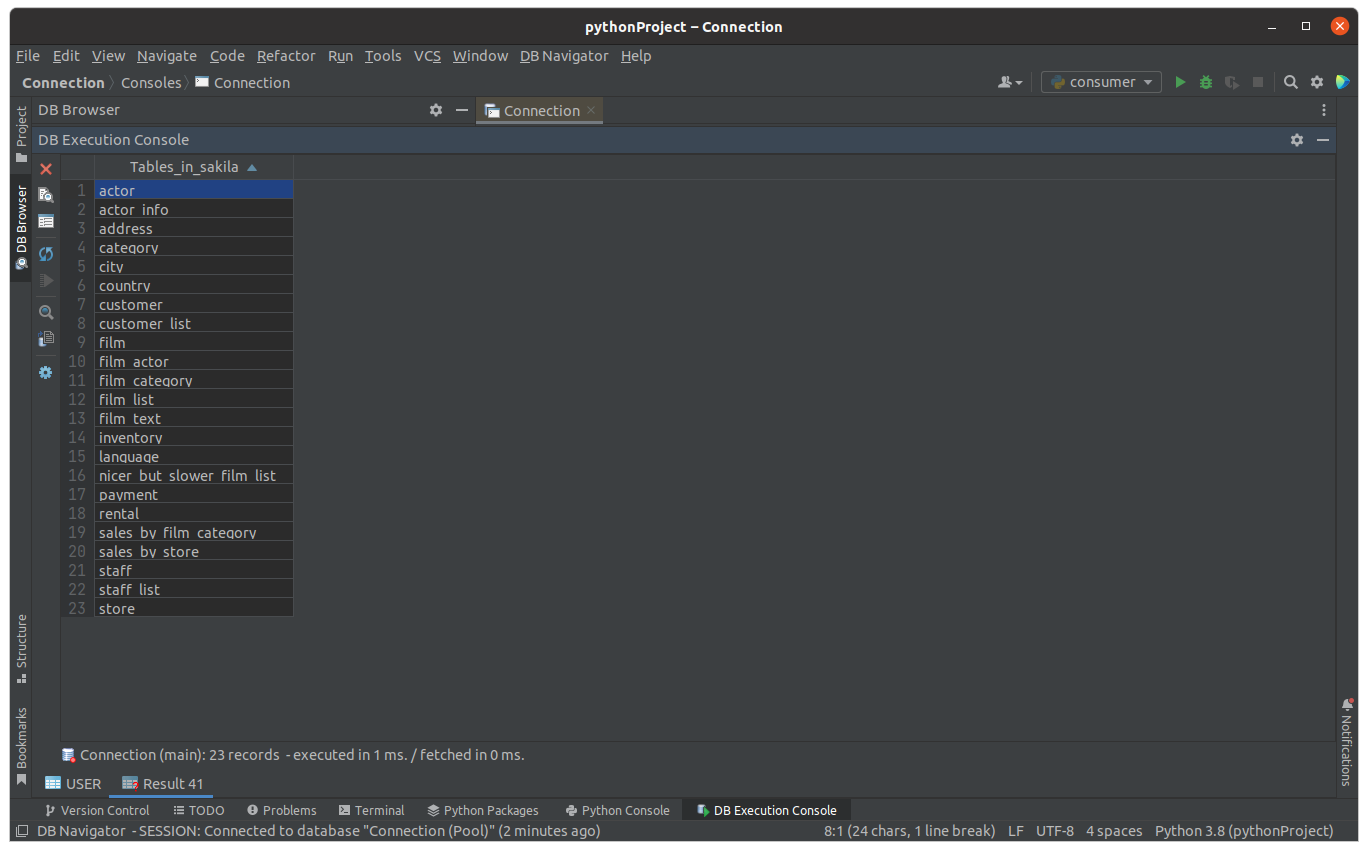 pythonProject – Connection
File Edit View Navigate Code Refactor Run Tools VCS Window DB Navigator Help
Connection Consoles Connection consumer
Project
DB Browser
Structure
Bookmarks
DB Browser Connection
DB Execution Console
Tables_in_sakila
1 actor
2 actor_info
3 address
4 category
5 city
6 country
7 customer
8 customer_list
9 film
10 film_actor
11 film_category
12 film_list
13 film_text
14 inventory
15 language
16 nicer_but_slower_film_list
17 payment
18 rental
19 sales_by_film_category
20 sales_by_store
21 staff
22 staff_list
23 store
Notifications
Connection (main): 23 records - executed in 1 ms. / fetched in 0 ms.
USER Result 41
Version Control TODO Problems Terminal Python Packages Python Console DB Execution Console
DB Navigator - SESSION: Connected to database "Connection (Pool)" (2 minutes ago) 8:1 (24 chars, 1 line break) LF UTF-8 4 spaces Python 3.8 (pythonProject)